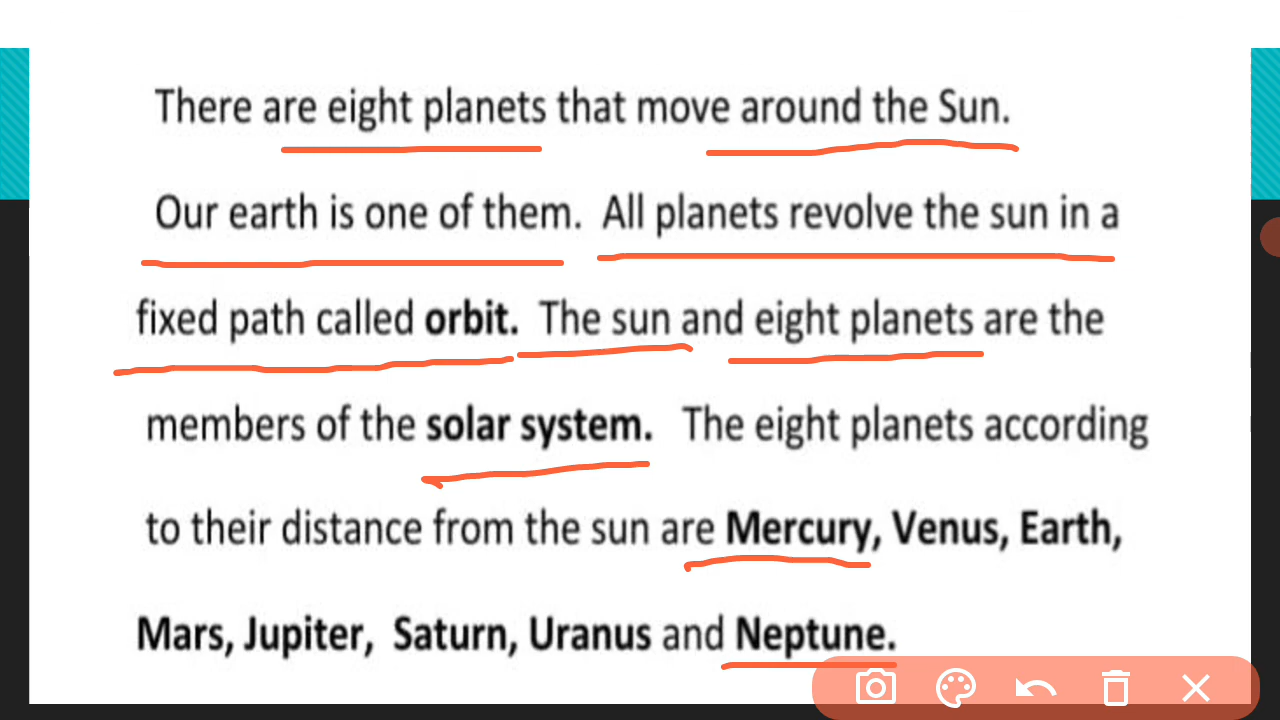 There are eight planets that move around the Sun.
Our earth is one of them. All planets revolve the sun in a
fixed path called orbit. The sun and eight planets are the
members of the solar system. The eight planets according
to their distance from the sun are Mercury, Venus, Earth,
Mars, Jupiter, Saturn, Uranus and Neptune.